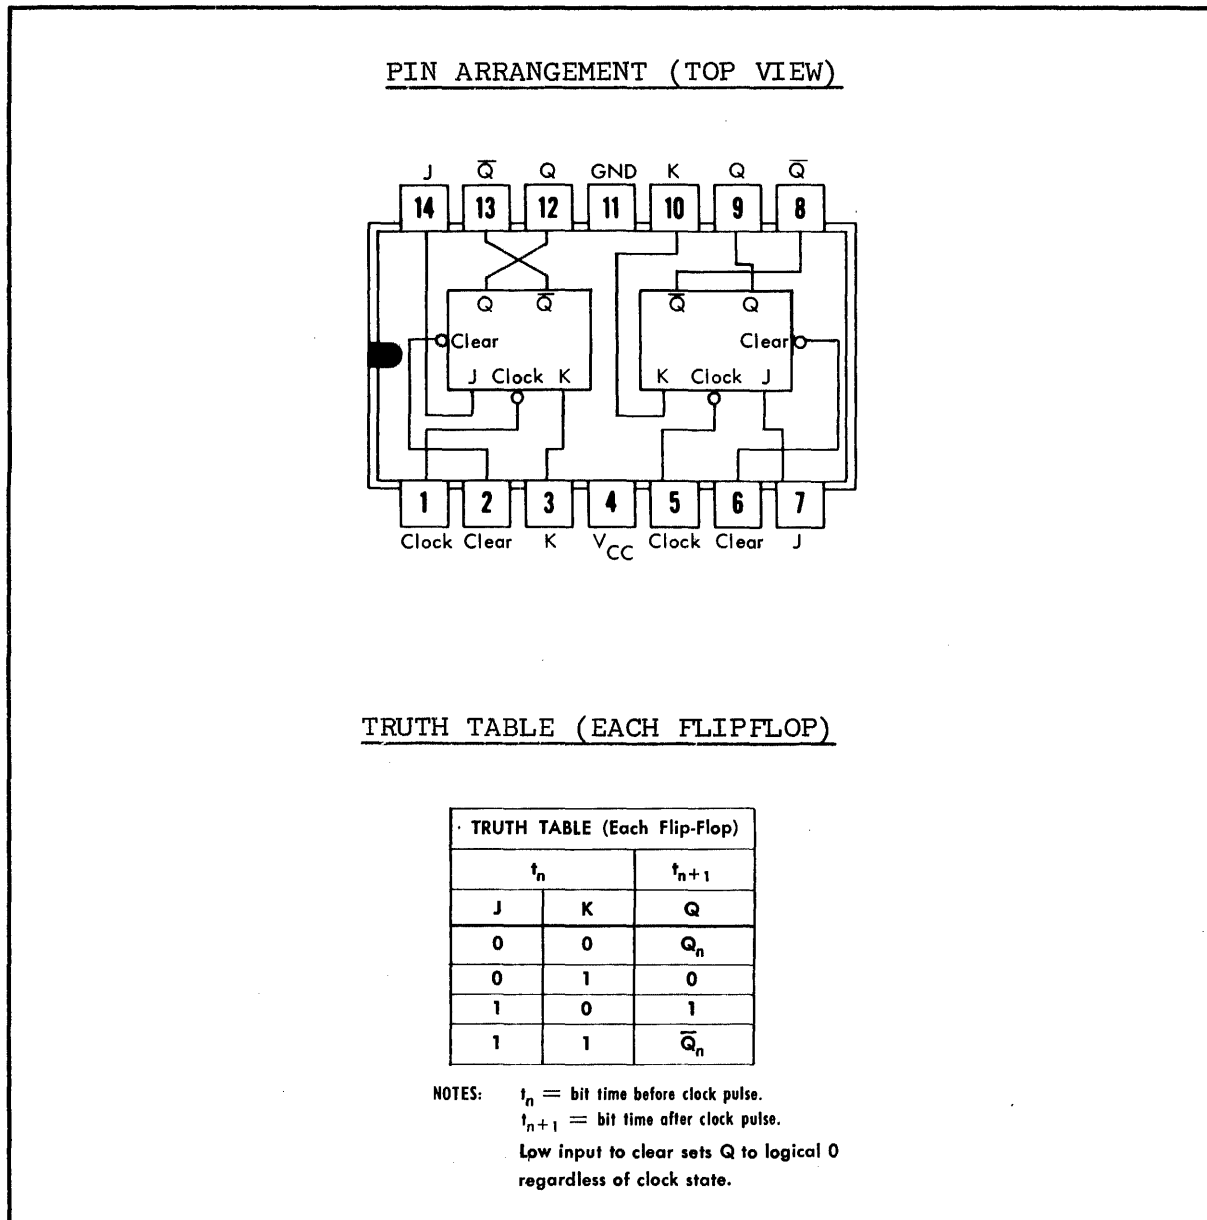 PIN ARRANGEMENT (TOP VIEW)
J Q̅ Q GND K Q Q̅
14 13 12 11 10 9 8
Q Q̅ Q̅ Q
Clear Clear
J Clock K K Clock J
1 2 3 4 5 6 7
Clock Clear K VCC Clock Clear J
TRUTH TABLE (EACH FLIPFLOP)
TRUTH TABLE (Each Flip-Flop)
tn tn+1
J K Q
0 0 Qn
0 1 0
1 0 1
1 1 Q̅n
NOTES: tn = bit time before clock pulse.
tn+1 = bit time after clock pulse.
Low input to clear sets Q to logical 0
regardless of clock state.